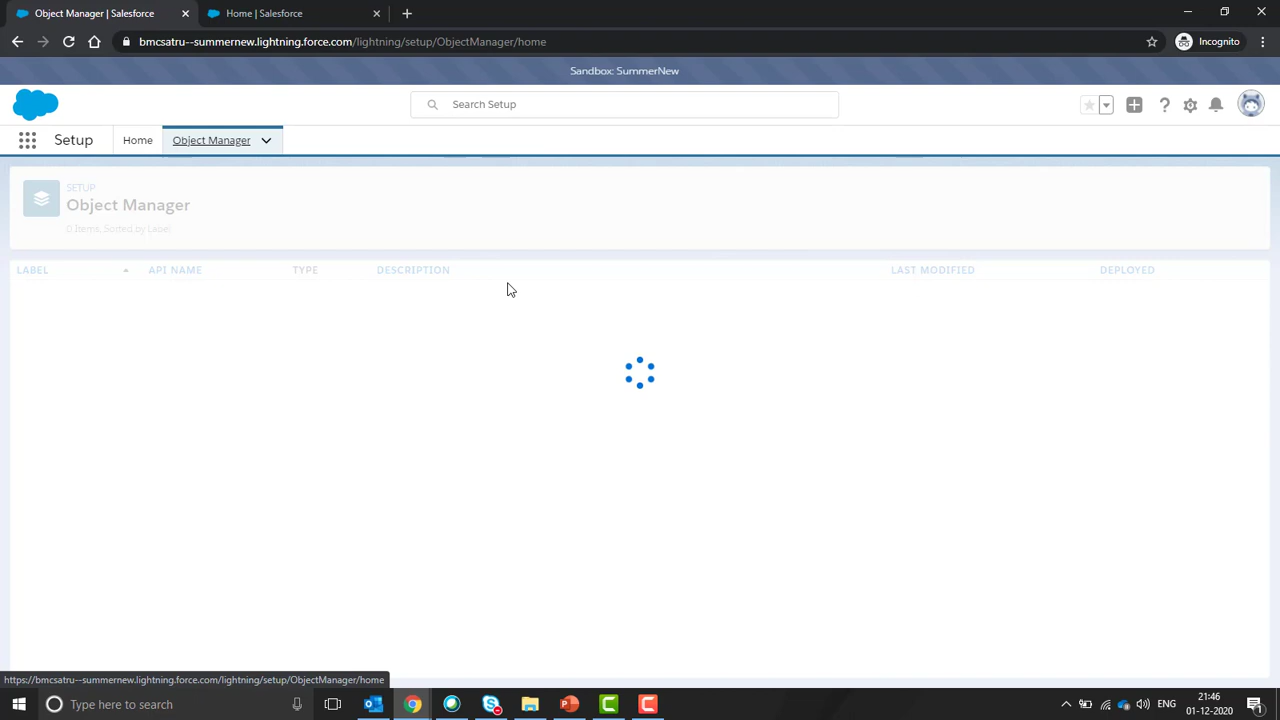 Object Manager | Salesforce
Home | Salesforce
bmcsatru--summernew.lightning.force.com/lightning/setup/ObjectManager/home
Incognito
Sandbox: SummerNew
Search Setup
Setup
Home
Object Manager
SETUP
Object Manager
0 Items, Sorted by Label
LABEL
API NAME
TYPE
DESCRIPTION
LAST MODIFIED
DEPLOYED
https://bmcsatru--summernew.lightning.force.com/lightning/setup/ObjectManager/home
Type here to search
ENG
21:46
01-12-2020
1